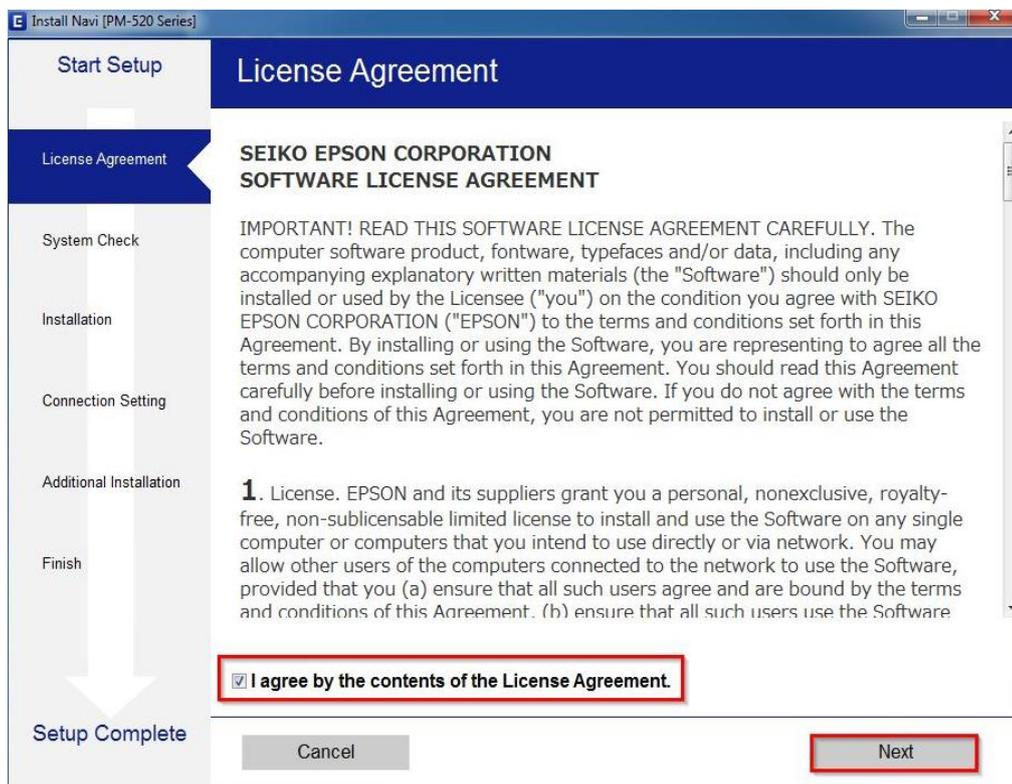 E Install Navi [PM-520 Series]
Start Setup
License Agreement
License Agreement
System Check
Installation
Connection Setting
Additional Installation
Finish
Setup Complete
SEIKO EPSON CORPORATION
SOFTWARE LICENSE AGREEMENT
IMPORTANT! READ THIS SOFTWARE LICENSE AGREEMENT CAREFULLY. The
computer software product, fontware, typefaces and/or data, including any
accompanying explanatory written materials (the "Software") should only be
installed or used by the Licensee ("you") on the condition you agree with SEIKO
EPSON CORPORATION ("EPSON") to the terms and conditions set forth in this
Agreement. By installing or using the Software, you are representing to agree all the
terms and conditions set forth in this Agreement. You should read this Agreement
carefully before installing or using the Software. If you do not agree with the terms
and conditions of this Agreement, you are not permitted to install or use the
Software.
1. License. EPSON and its suppliers grant you a personal, nonexclusive, royalty-
free, non-sublicensable limited license to install and use the Software on any single
computer or computers that you intend to use directly or via network. You may
allow other users of the computers connected to the network to use the Software,
provided that you (a) ensure that all such users agree and are bound by the terms
and conditions of this Agreement, (b) ensure that all such users use the Software
I agree by the contents of the License Agreement.
Cancel
Next